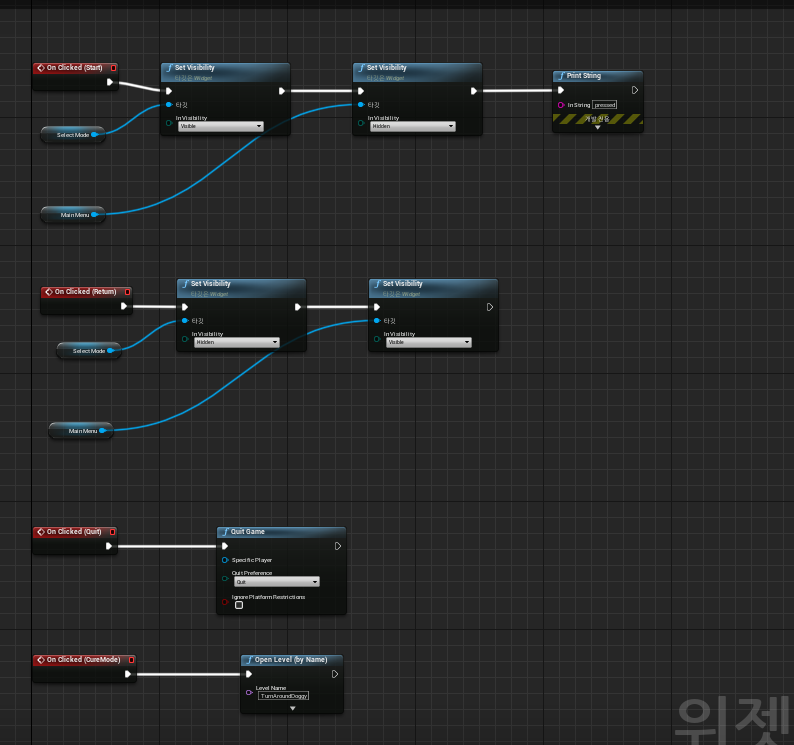 On Clicked (Start)
Set Visibility
타깃은 Widget
타깃
In Visibility
Visible
Set Visibility
타깃은 Widget
타깃
In Visibility
Hidden
Print String
In String pressed
개발 전용
Select Mode
Main Menu
On Clicked (Return)
Set Visibility
타깃은 Widget
타깃
In Visibility
Hidden
Set Visibility
타깃은 Widget
타깃
In Visibility
Visible
Select Mode
Main Menu
On Clicked (Quit)
Quit Game
Specific Player
Quit Preference
Quit
Ignore Platform Restrictions
On Clicked (CureMode)
Open Level (by Name)
Level Name
TurnAroundDoggy
위젯